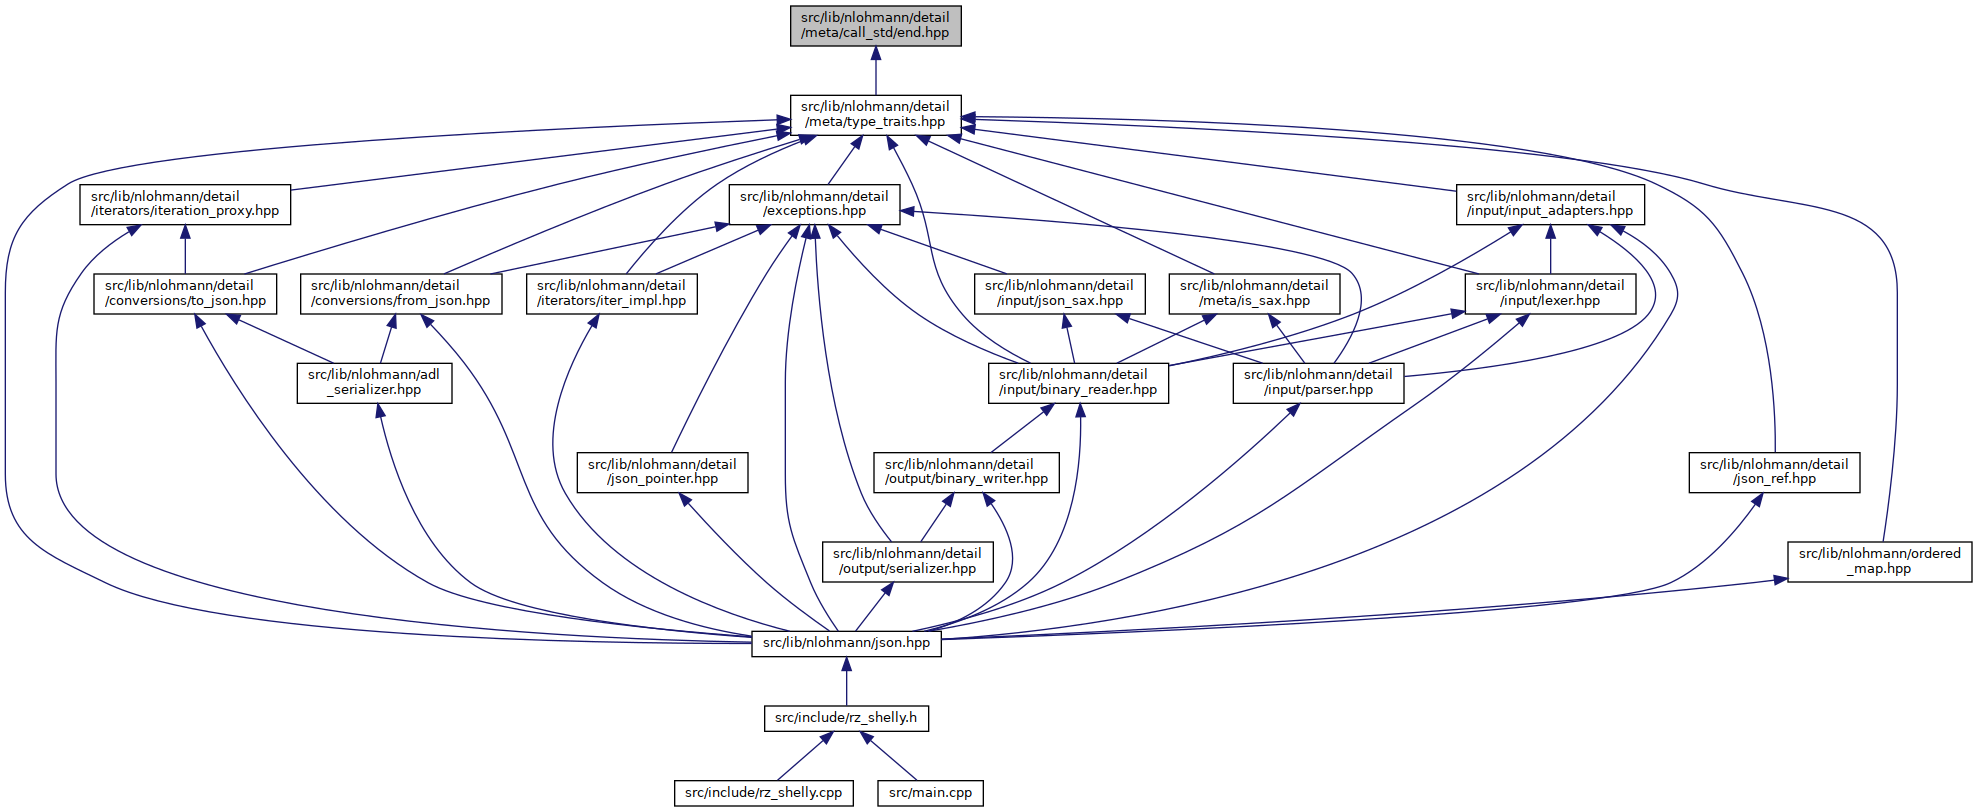 src/lib/nlohmann/detail
/meta/call_std/end.hpp
src/lib/nlohmann/detail
/meta/type_traits.hpp
src/lib/nlohmann/detail
/iterators/iteration_proxy.hpp
src/lib/nlohmann/detail
/exceptions.hpp
src/lib/nlohmann/detail
/input/input_adapters.hpp
src/lib/nlohmann/detail
/conversions/to_json.hpp
src/lib/nlohmann/detail
/conversions/from_json.hpp
src/lib/nlohmann/detail
/iterators/iter_impl.hpp
src/lib/nlohmann/detail
/input/json_sax.hpp
src/lib/nlohmann/detail
/meta/is_sax.hpp
src/lib/nlohmann/detail
/input/lexer.hpp
src/lib/nlohmann/adl
_serializer.hpp
src/lib/nlohmann/detail
/input/binary_reader.hpp
src/lib/nlohmann/detail
/input/parser.hpp
src/lib/nlohmann/detail
/json_pointer.hpp
src/lib/nlohmann/detail
/output/binary_writer.hpp
src/lib/nlohmann/detail
/json_ref.hpp
src/lib/nlohmann/detail
/output/serializer.hpp
src/lib/nlohmann/ordered
_map.hpp
src/lib/nlohmann/json.hpp
src/include/rz_shelly.h
src/include/rz_shelly.cpp
src/main.cpp